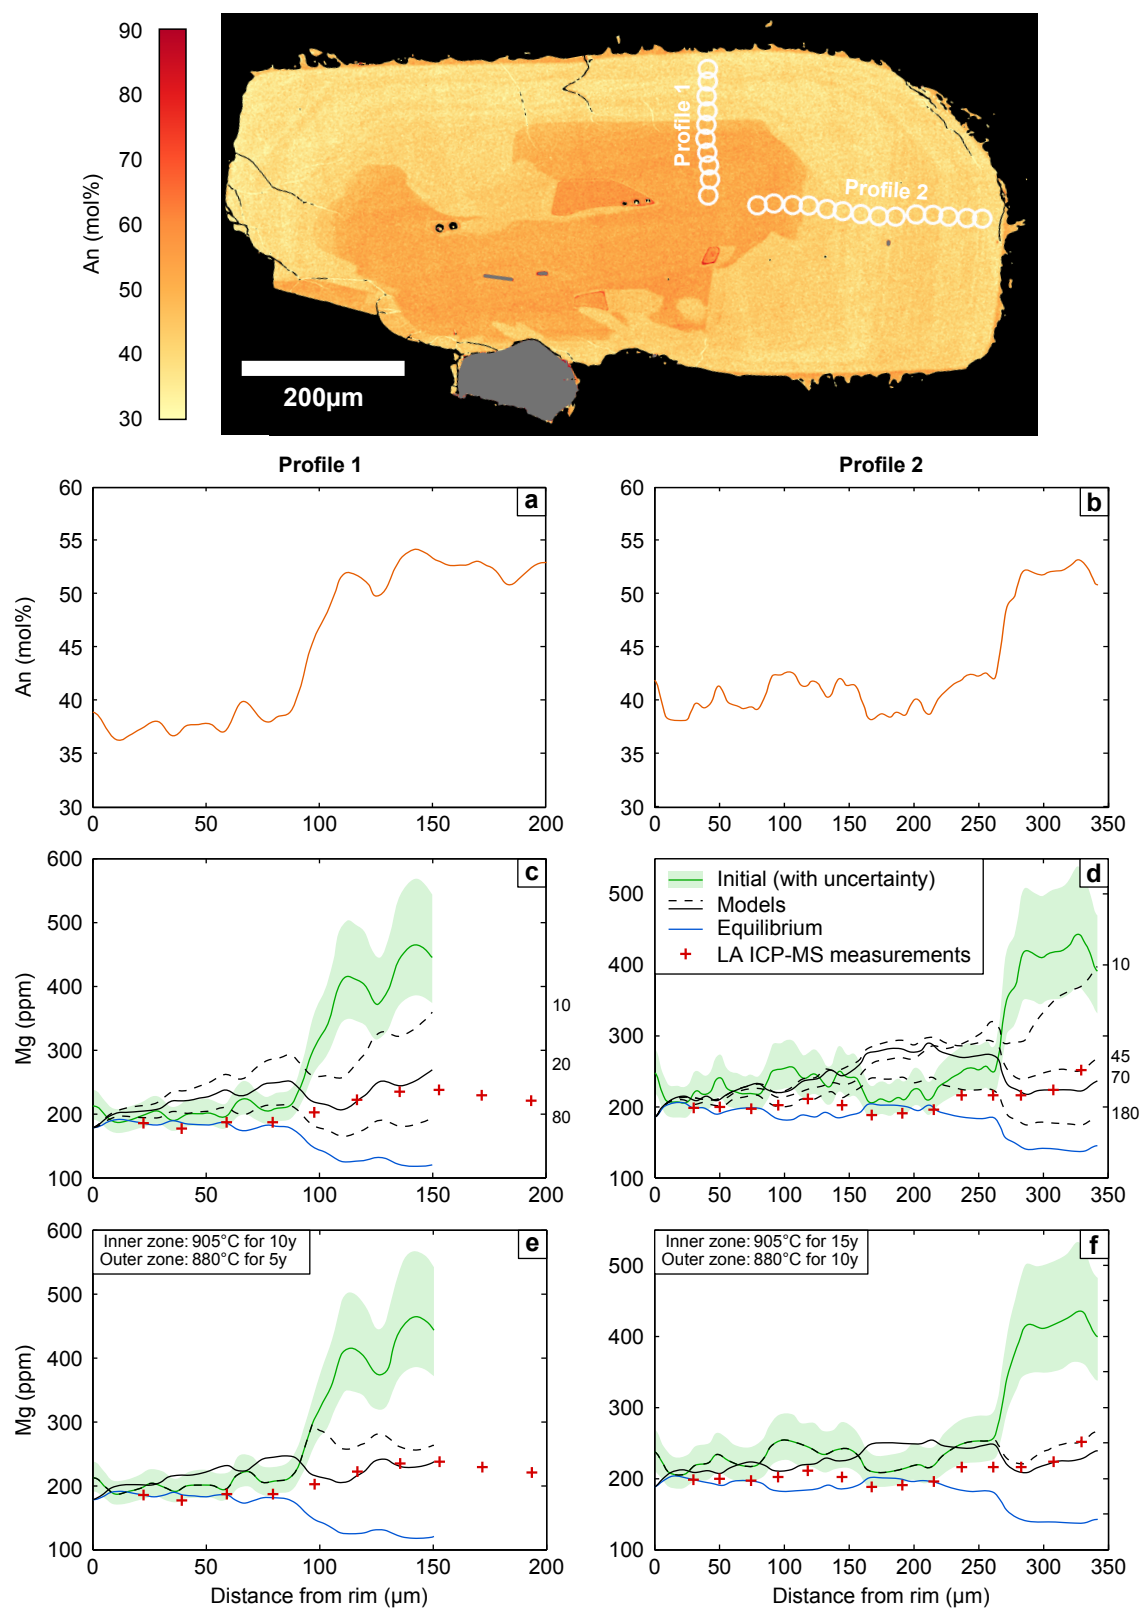 90
80
70
60
50
40
30
An (mol%)
Profile 1
Profile 2
200µm
Profile 1
Profile 2
a
60
55
50
45
40
35
30
An (mol%)
0 50 100 150 200
b
60
55
50
45
40
35
30
0 50 100 150 200 250 300 350
c
600
500
400
300
200
100
Mg (ppm)
10
20
80
0 50 100 150 200
d
Initial (with uncertainty)
Models
Equilibrium
LA ICP-MS measurements
500
400
300
200
100
Mg (ppm)
10
45
70
180
0 50 100 150 200 250 300 350
e
Inner zone: 905°C for 10y
Outer zone: 880°C for 5y
600
500
400
300
200
100
Mg (ppm)
0 50 100 150 200
Distance from rim (µm)
f
Inner zone: 905°C for 15y
Outer zone: 880°C for 10y
500
400
300
200
100
0 50 100 150 200 250 300 350
Distance from rim (µm)